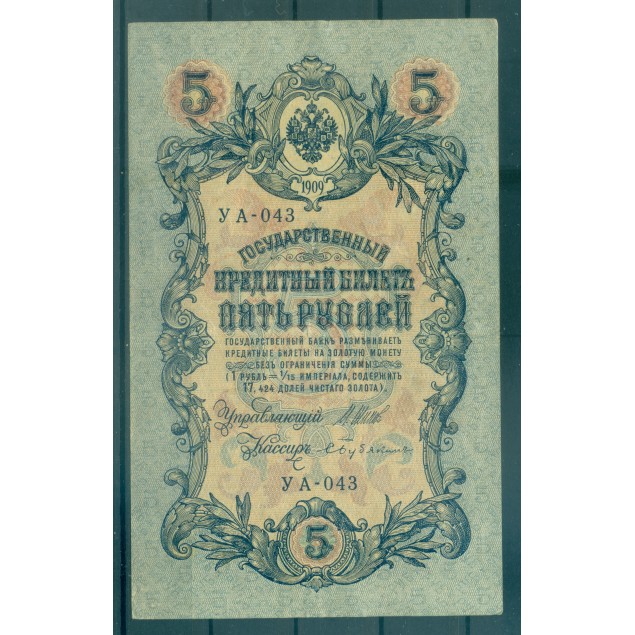 5 5
1909
УА-043
ГОСУДАРСТВЕННЫЙ
КРЕДИТНЫЙ БИЛЕТЪ
ПЯТЬ РУБЛЕЙ
ГОСУДАРСТВЕННЫЙ БАНКЪ РАЗМѢНИВАЕТЪ
КРЕДИТНЫЕ БИЛЕТЫ НА ЗОЛОТУЮ МОНЕТУ
БЕЗЪ ОГРАНИЧЕНІЯ СУММЫ
(1 РУБЛЬ = 1/15 ИМПЕРІАЛА, СОДЕРЖИТЪ
17,424 ДОЛЕЙ ЧИСТАГО ЗОЛОТА).
Управляющій
Кассиръ
УА-043
5